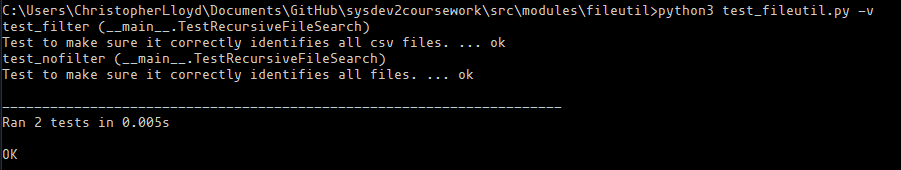 C:\Users\ChristopherLloyd\Documents\GitHub\sysdev2coursework\src\modules\fileutil>python3 test_fileutil.py -v
test_filter (__main__.TestRecursiveFileSearch)
Test to make sure it correctly identifies all csv files. ... ok
test_nofilter (__main__.TestRecursiveFileSearch)
Test to make sure it correctly identifies all files. ... ok
----------------------------------------------------------------------
Ran 2 tests in 0.005s
OK